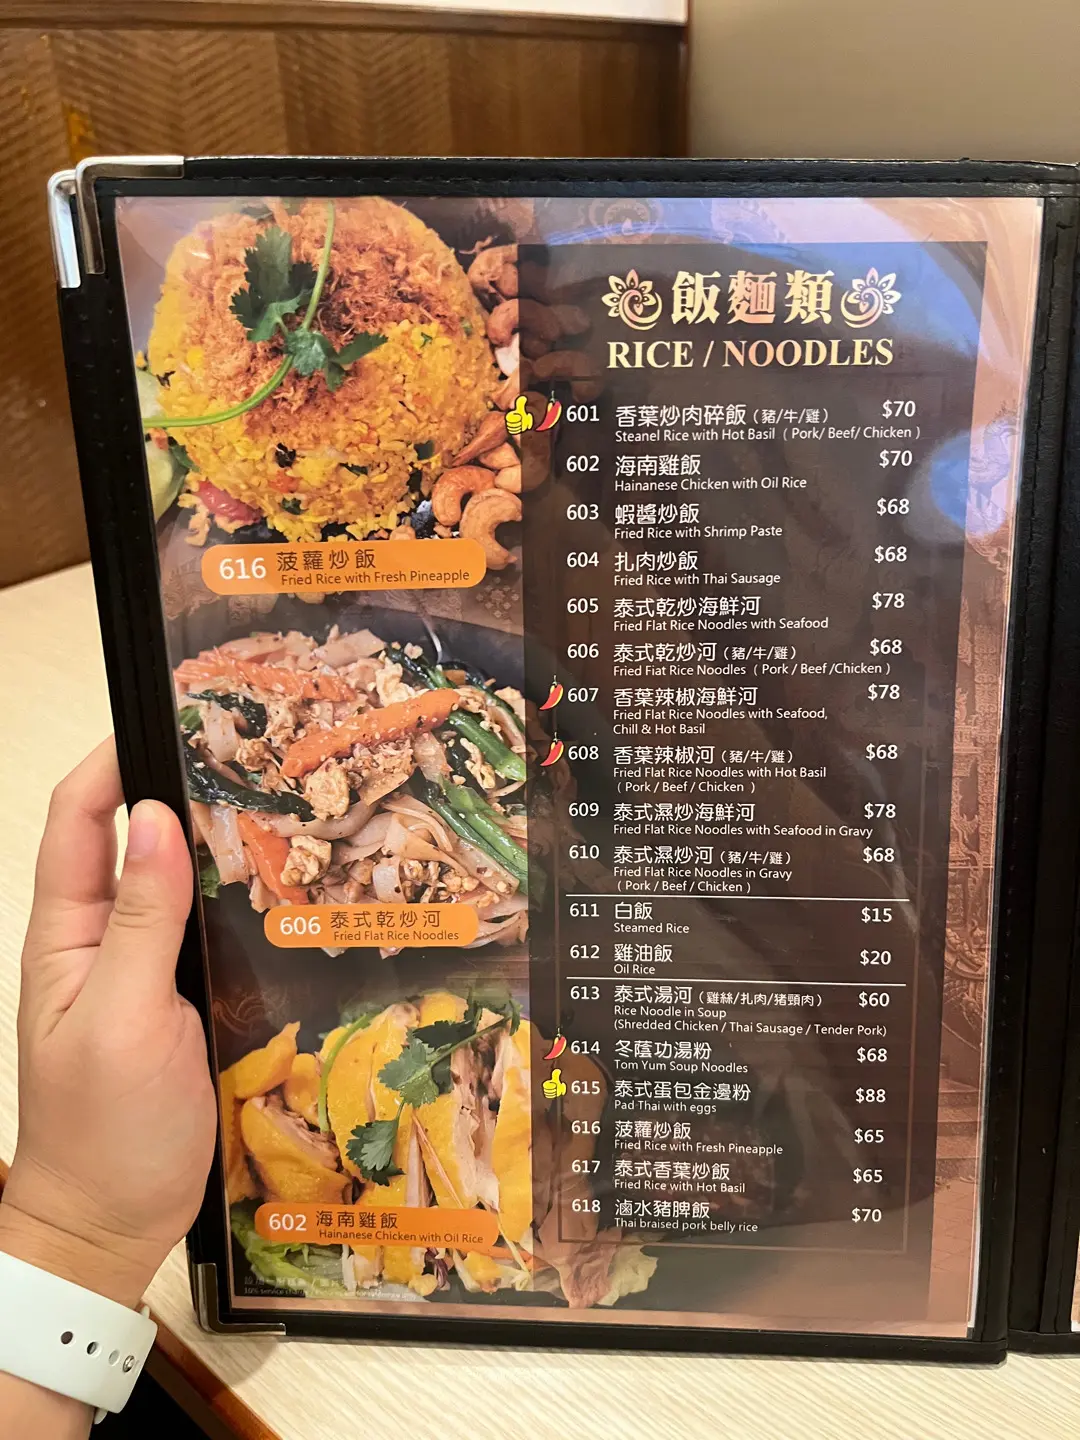 飯麵類
RICE / NOODLES
601 香葉炒肉碎飯（豬/牛/雞） $70
Steanel Rice with Hot Basil ( Pork/ Beef/ Chicken )
602 海南雞飯 $70
Hainanese Chicken with Oil Rice
603 蝦醬炒飯 $68
Fried Rice with Shrimp Paste
604 扎肉炒飯 $68
Fried Rice with Thai Sausage
605 泰式乾炒海鮮河 $78
Fried Flat Rice Noodles with Seafood
606 泰式乾炒河（豬/牛/雞） $68
Fried Flat Rice Noodles ( Pork / Beef /Chicken )
607 香葉辣椒海鮮河 $78
Fried Flat Rice Noodles with Seafood,
Chill & Hot Basil
608 香葉辣椒河（豬/牛/雞） $68
Fried Flat Rice Noodles with Hot Basil
( Pork / Beef / Chicken )
609 泰式濕炒海鮮河 $78
Fried Flat Rice Noodles with Seafood in Gravy
610 泰式濕炒河（豬/牛/雞） $68
Fried Flat Rice Noodles in Gravy
( Pork / Beef / Chicken )
611 白飯 $15
Steamed Rice
612 雞油飯 $20
Oil Rice
613 泰式湯河（雞絲/扎肉/猪頸肉） $60
Rice Noodle in Soup
(Shredded Chicken / Thai Sausage / Tender Pork)
614 冬蔭功湯粉 $68
Tom Yum Soup Noodles
615 泰式蛋包金邊粉 $88
Pad Thai with eggs
616 菠蘿炒飯 $65
Fried Rice with Fresh Pineapple
617 泰式香葉炒飯 $65
Fried Rice with Hot Basil
618 滷水豬脾飯 $70
Thai braised pork belly rice
616 菠蘿炒飯
Fried Rice with Fresh Pineapple
606 泰式乾炒河
Fried Flat Rice Noodles
602 海南雞飯
Hainanese Chicken with Oil Rice
10% service charge